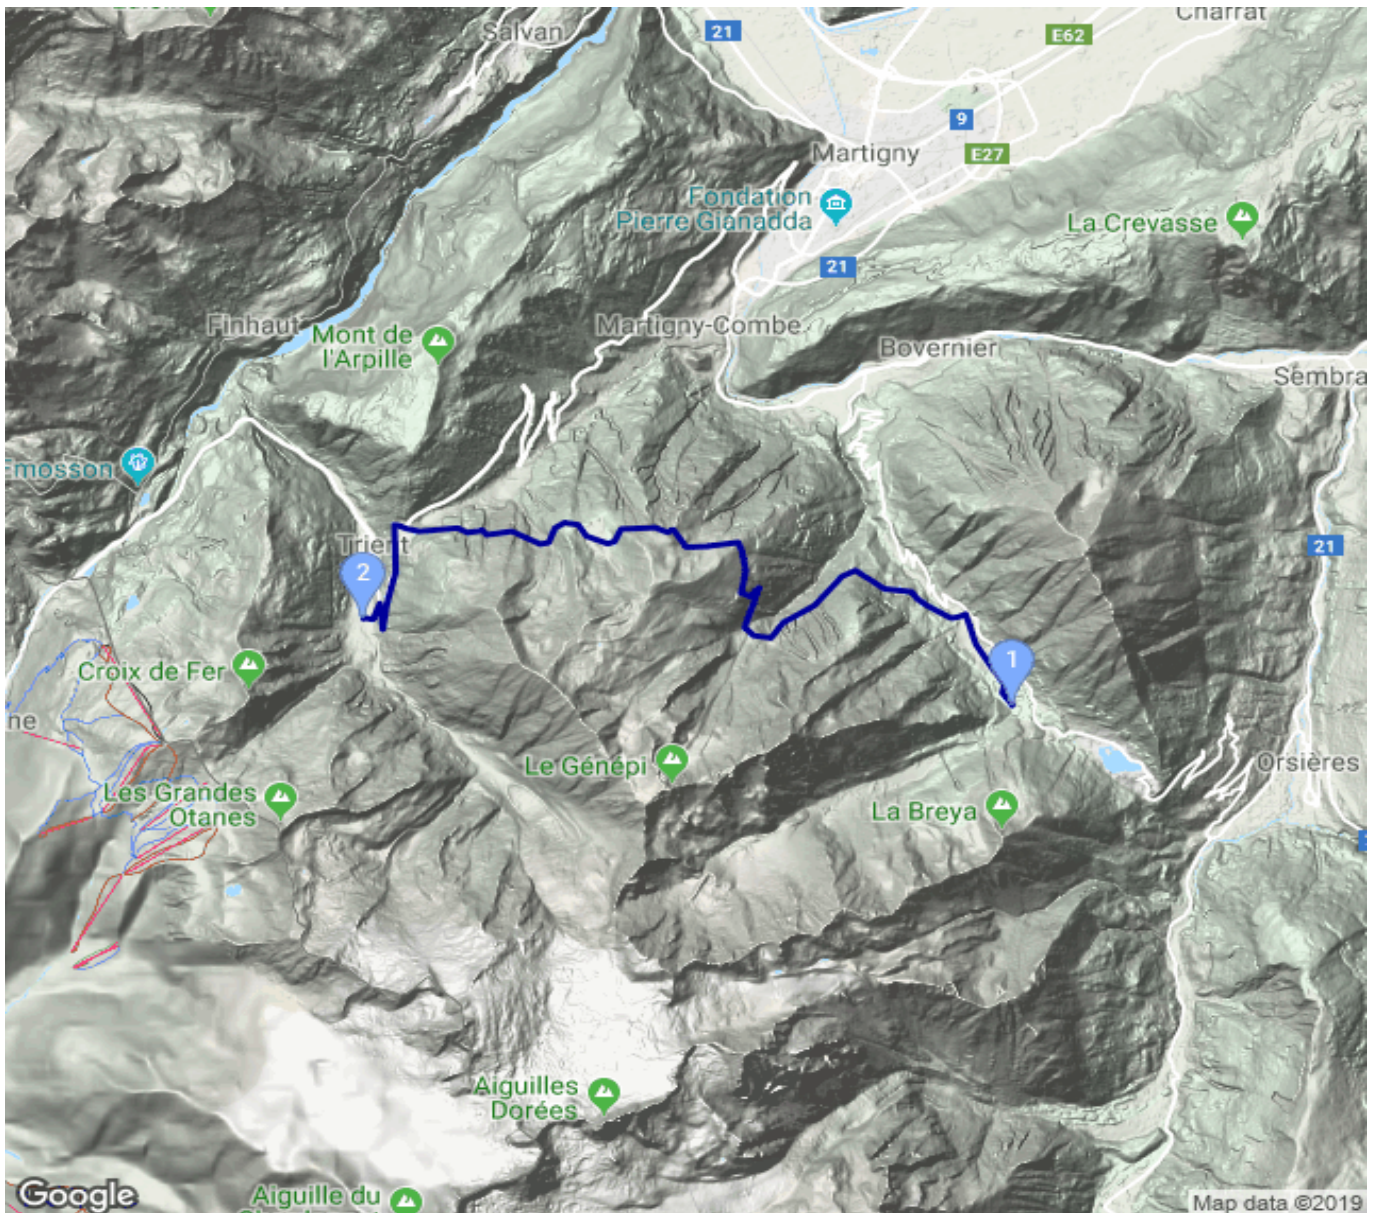 Salvan
21
E62
Charrat
9
Martigny
E27
Fondation
Pierre Gianadda
La Crevasse
21
Finhaut
Mont de
l'Arpille
Martigny-Combe
Bovernier
Sembra
Emosson
Trient
21
2
1
Croix de Fer
ne
Le Génépi
Orsières
Les Grandes
Otanes
La Breya
Aiguilles
Dorées
Google
Aiguille du
Map data ©2019